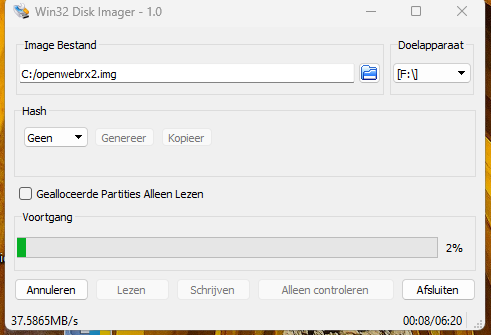 Win32 Disk Imager - 1.0
Image Bestand
Doelapparaat
C:/openwebrx2.img
[F:\]
Hash
Geen
Genereer
Kopieer
Gealloceerde Partities Alleen Lezen
Voortgang
2%
Annuleren
Lezen
Schrijven
Alleen controleren
Afsluiten
37.5865MB/s
00:08/06:20